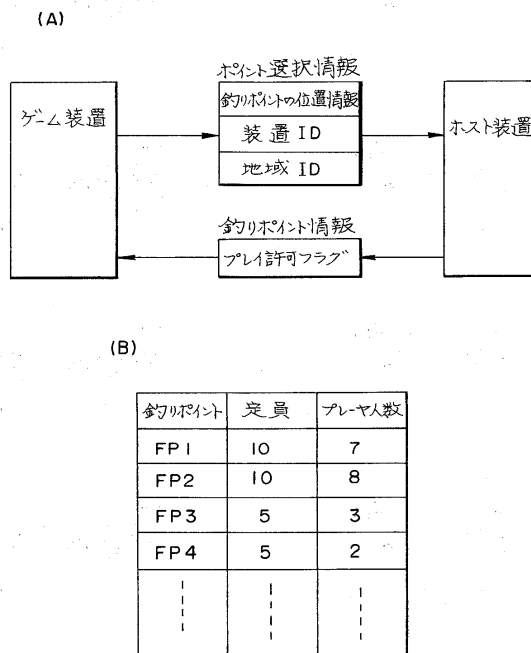 (A)
ポイント選択情報
ゲーム装置
釣りポイントの位置情報
装置ID
地域ID
ホスト装置
釣りポイント情報
プレイ許可フラグ
(B)
釣りポイント 定員 プレーヤ人数
FP1 10 7
FP2 10 8
FP3 5 3
FP4 5 2